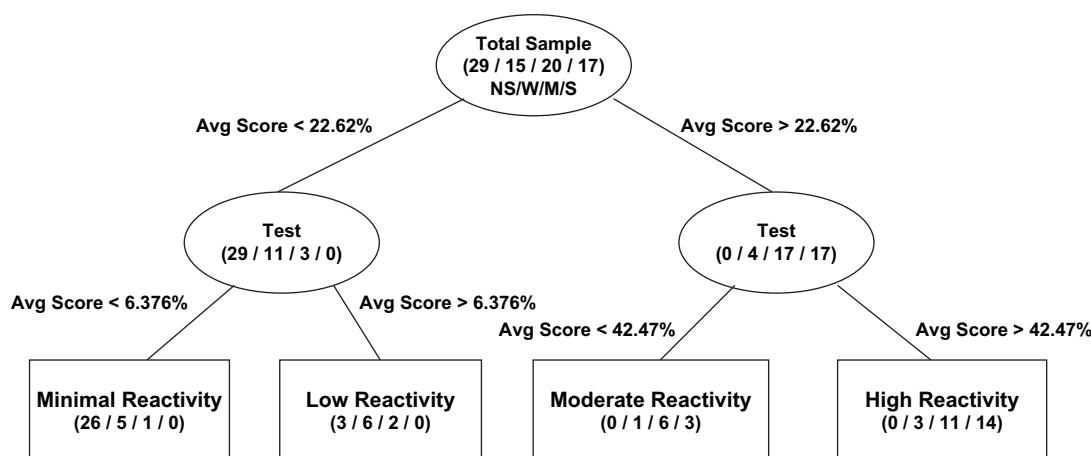 Total Sample
(29 / 15 / 20 / 17)
NS/W/M/S
Avg Score < 22.62%
Avg Score > 22.62%
Test
(29 / 11 / 3 / 0)
Test
(0 / 4 / 17 / 17)
Avg Score < 6.376%
Avg Score > 6.376%
Avg Score < 42.47%
Avg Score > 42.47%
Minimal Reactivity
(26 / 5 / 1 / 0)
Low Reactivity
(3 / 6 / 2 / 0)
Moderate Reactivity
(0 / 1 / 6 / 3)
High Reactivity
(0 / 3 / 11 / 14)